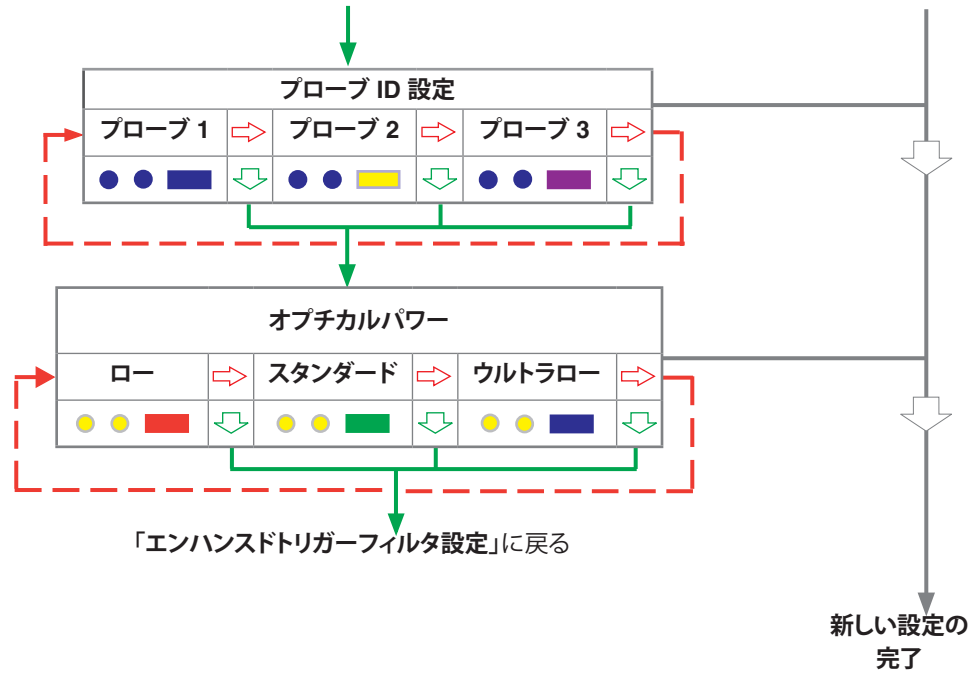 プローブ ID 設定
プローブ 1
プローブ 2
プローブ 3
オプチカルパワー
ロー
スタンダード
ウルトラロー
「エンハンスドトリガーフィルタ設定」に戻る
新しい設定の
完了